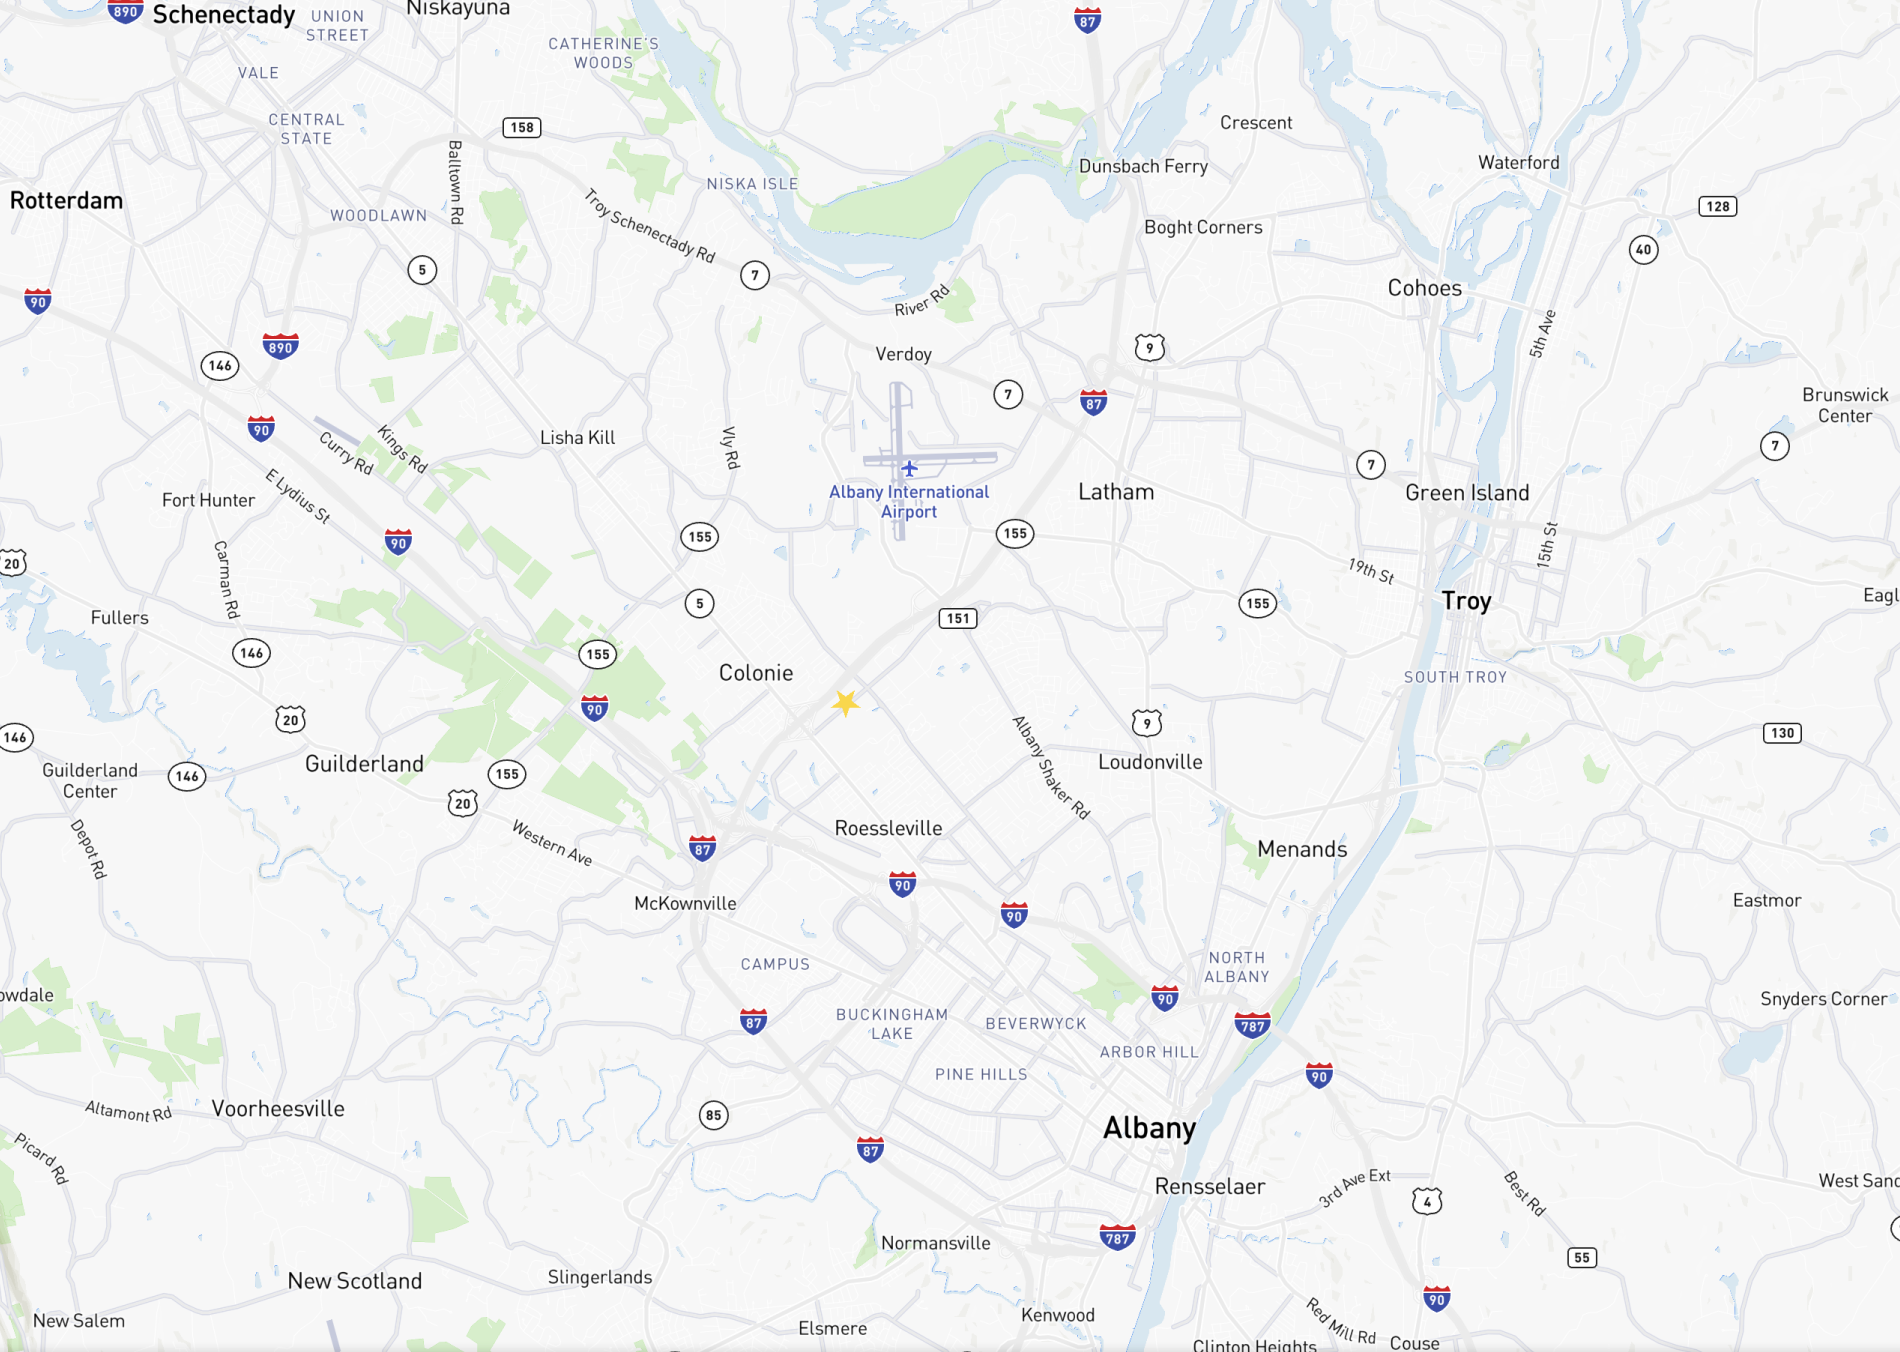 890
Schenectady
UNION
STREET
Niskayuna
CATHERINE'S
WOODS
87
VALE
CENTRAL
STATE
158
Crescent
Balltown Rd
Dunsbach Ferry
Waterford
NISKA ISLE
Rotterdam
WOODLAWN
Troy Schenectady Rd
128
Boght Corners
40
5
7
90
River Rd
Cohoes
5th Ave
890
146
Verdoy
9
7
87
Brunswick
Center
90
Curry Rd
Kings Rd
Lisha Kill
Vly Rd
7
7
E Lydius St
Fort Hunter
Albany International
Airport
Latham
Green Island
90
155
155
15th St
20
Carman Rd
19th St
Fullers
5
151
155
Troy
Eagl
146
155
Colonie
SOUTH TROY
90
20
Albany Shaker Rd
9
146
130
Guilderland
Center
146
Guilderland
155
Loudonville
20
Depot Rd
Western Ave
Roessleville
87
Menands
90
McKownville
90
Eastmor
CAMPUS
NORTH
ALBANY
owdale
90
Snyders Corner
87
BUCKINGHAM
LAKE
BEVERWYCK
787
ARBOR HILL
PINE HILLS
90
Altamont Rd
Voorheesville
85
Albany
Picard Rd
87
Rensselaer
3rd Ave Ext
4
Best Rd
West Sand
787
Normansville
55
New Scotland
Slingerlands
90
New Salem
Elsmere
Kenwood
Red Mill Rd
Couse
Clinton Heights